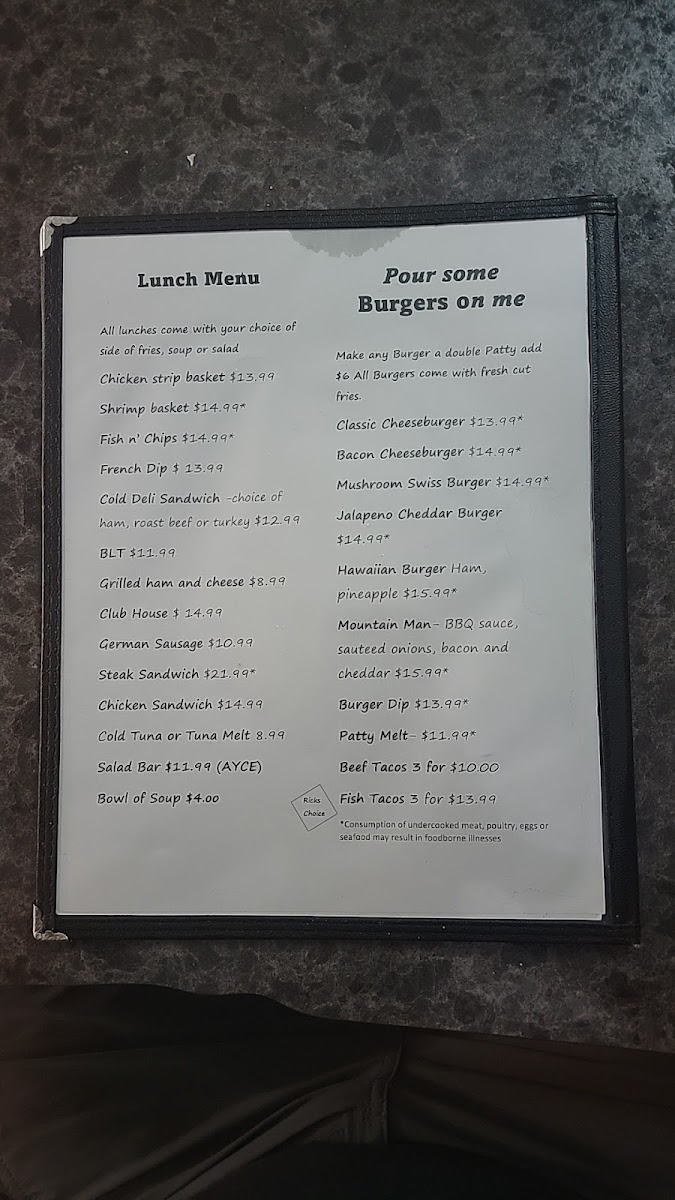 Lunch Menu
All lunches come with your choice of
side of fries, soup or salad
Chicken strip basket $13.99
Shrimp basket $14.99*
Fish n' Chips $14.99*
French Dip $ 13.99
Cold Deli Sandwich -choice of
ham, roast beef or turkey $12.99
BLT $11.99
Grilled ham and cheese $8.99
Club House $ 14.99
German Sausage $10.99
Steak Sandwich $21.99*
Chicken Sandwich $14.99
Cold Tuna or Tuna Melt 8.99
Salad Bar $11.99 (AYCE)
Bowl of Soup $4.00
Pour some
Burgers on me
Make any Burger a double Patty add
$6 All Burgers come with fresh cut
fries.
Classic Cheeseburger $13.99*
Bacon Cheeseburger $14.99*
Mushroom Swiss Burger $14.99*
Jalapeno Cheddar Burger
$14.99*
Hawaiian Burger Ham,
pineapple $15.99*
Mountain Man- BBQ sauce,
sauteed onions, bacon and
cheddar $15.99*
Burger Dip $13.99*
Patty Melt- $11.99*
Beef Tacos 3 for $10.00
Ricks
Choice
Fish Tacos 3 for $13.99
*Consumption of undercooked meat, poultry, eggs or
seafood may result in foodborne illnesses